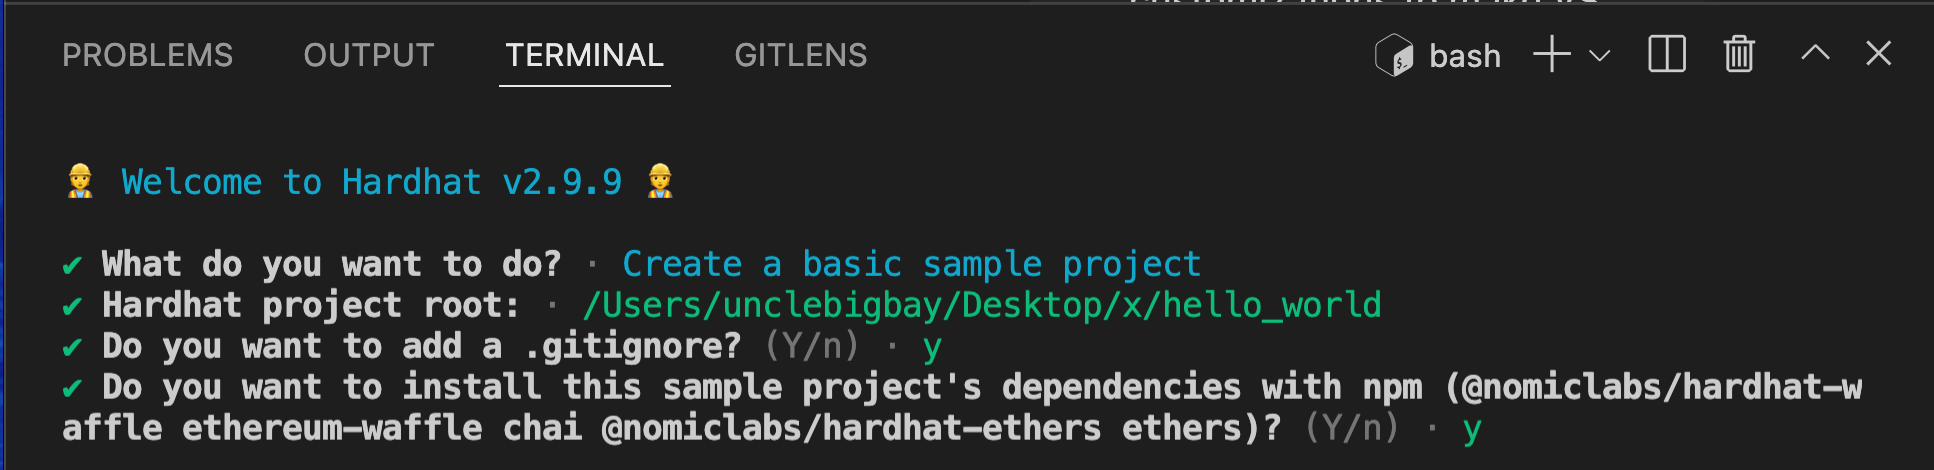 PROBLEMS OUTPUT TERMINAL GITLENS bash
Welcome to Hardhat v2.9.9
✔ What do you want to do? · Create a basic sample project
✔ Hardhat project root: · /Users/unclebigbay/Desktop/x/hello_world
✔ Do you want to add a .gitignore? (Y/n) · y
✔ Do you want to install this sample project's dependencies with npm (@nomiclabs/hardhat-w
affle ethereum-waffle chai @nomiclabs/hardhat-ethers ethers)? (Y/n) · y